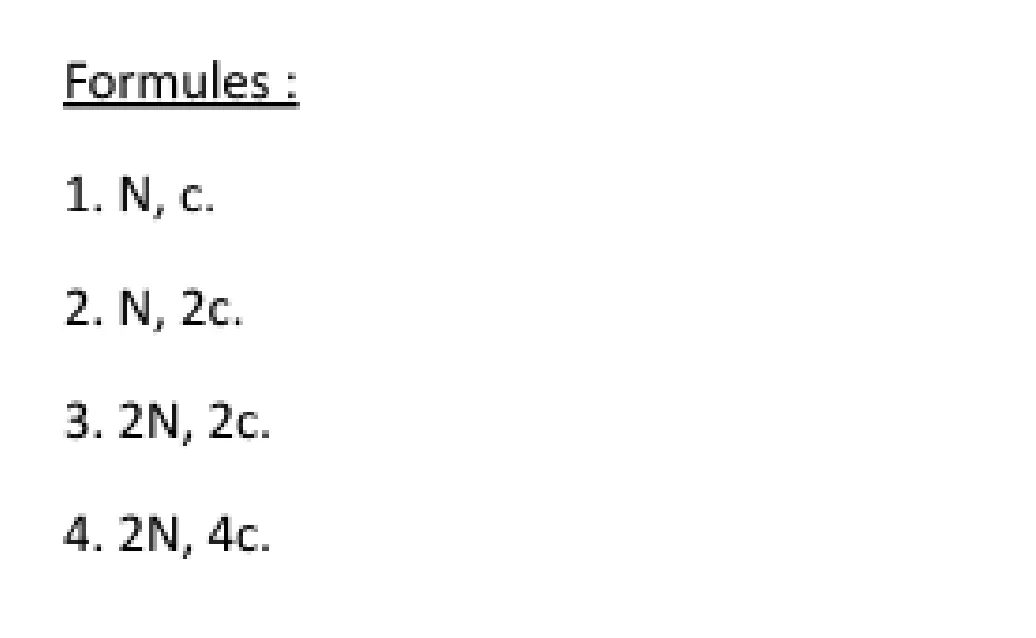 Formules :
1. N, c.
2. N, 2c.
3. 2N, 2c.
4. 2N, 4c.